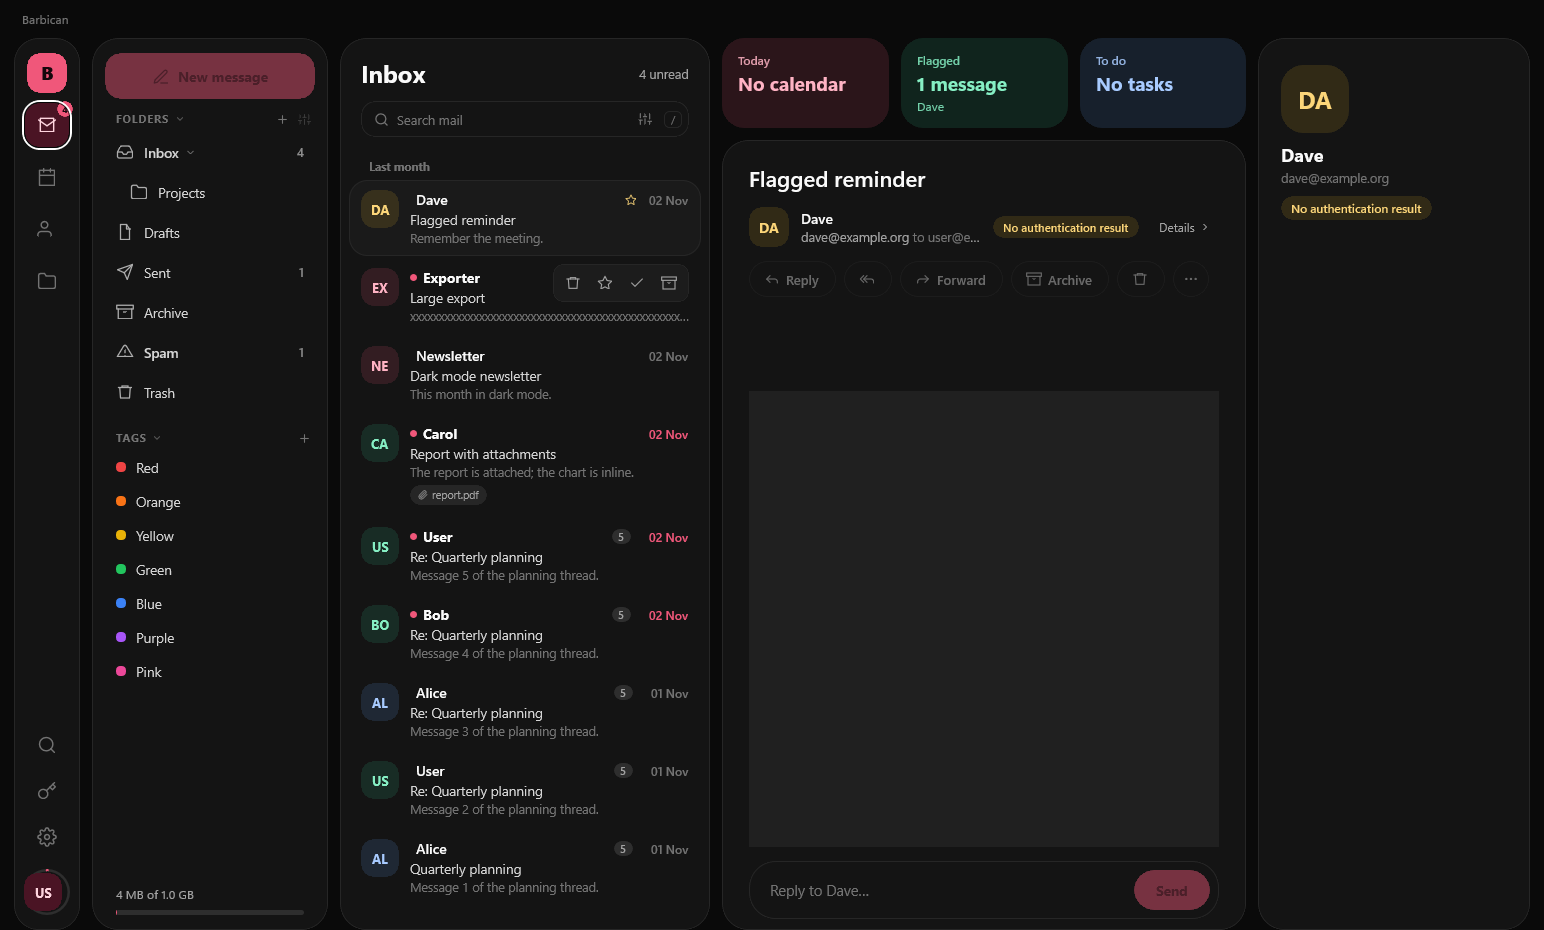 Barbican
B
4
New message
FOLDERS
Inbox 4
Projects
Drafts
Sent 1
Archive
Spam 1
Trash
TAGS
Red
Orange
Yellow
Green
Blue
Purple
Pink
4 MB of 1.0 GB
US
Inbox
4 unread
Search mail /
Last month
DA
Dave 02 Nov
Flagged reminder
Remember the meeting.
EX
Exporter
Large export
NE
Newsletter 02 Nov
Dark mode newsletter
This month in dark mode.
CA
Carol 02 Nov
Report with attachments
The report is attached; the chart is inline.
report.pdf
US
User 5 02 Nov
Re: Quarterly planning
Message 5 of the planning thread.
BO
Bob 5 02 Nov
Re: Quarterly planning
Message 4 of the planning thread.
AL
Alice 5 01 Nov
Re: Quarterly planning
Message 3 of the planning thread.
US
User 5 01 Nov
Re: Quarterly planning
Message 2 of the planning thread.
AL
Alice 5 01 Nov
Quarterly planning
Message 1 of the planning thread.
Today
No calendar
Flagged
1 message
Dave
To do
No tasks
Flagged reminder
DA
Dave
dave@example.org to user@e...
No authentication result
Details
Reply
Forward
Archive
Reply to Dave...
Send
DA
Dave
dave@example.org
No authentication result